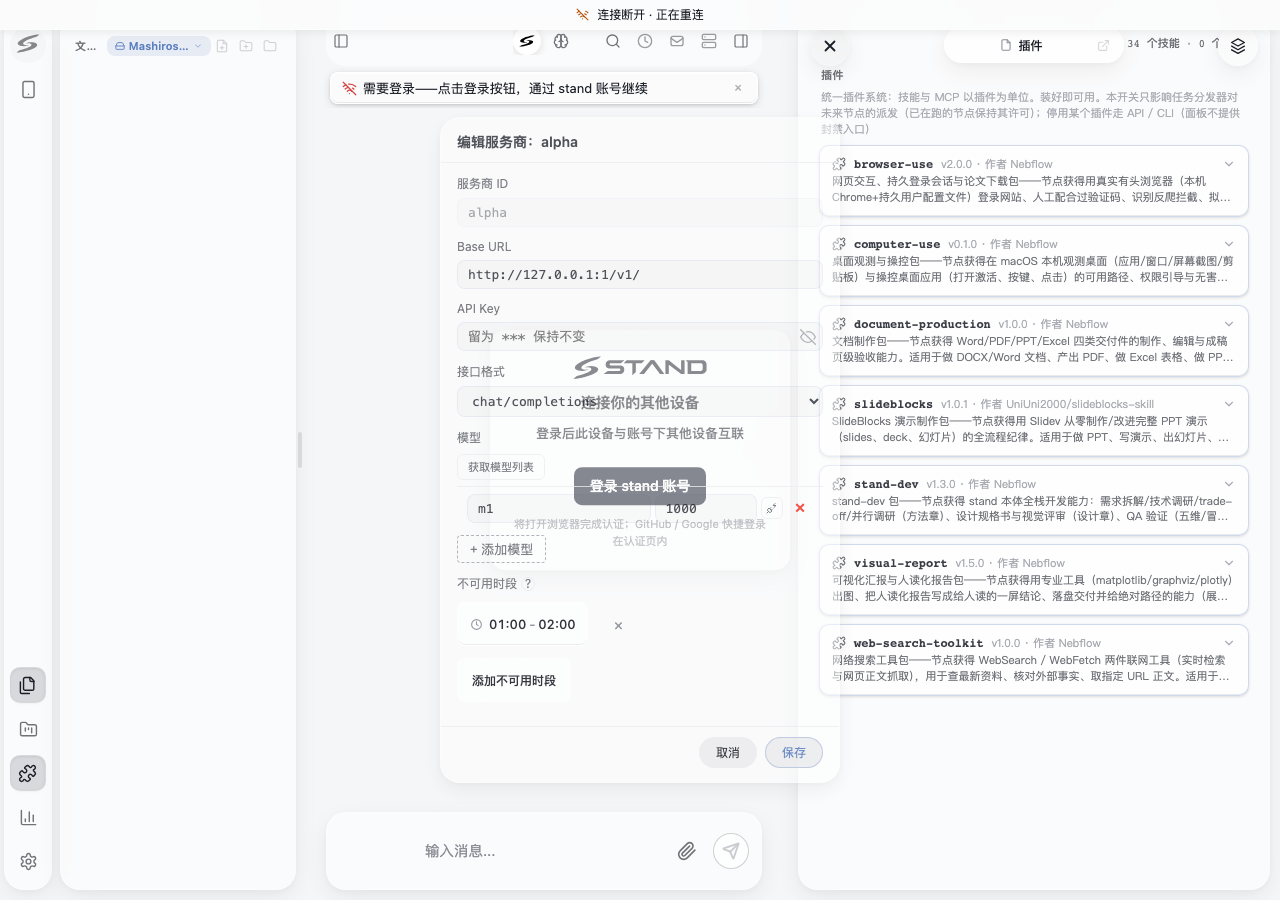 连接断开 · 正在重连
文...
Mashiros...
需要登录——点击登录按钮，通过 stand 账号继续
×
编辑服务商：alpha
服务商 ID
alpha
Base URL
http://127.0.0.1:1/v1/
API Key
留为 *** 保持不变
STAND
接口格式
chat/completions
连接你的其他设备
登录后此设备与账号下其他设备互联
模型
获取模型列表
登录 stand 账号
m1
1000
将打开浏览器完成认证；GitHub / Google 快捷登录
在认证页内
+ 添加模型
不可用时段 ?
01:00 - 02:00
×
添加不可用时段
取消
保存
输入消息...
插件
34 个技能 · 0 个
插件
统一插件系统：技能与 MCP 以插件为单位。装好即可用。本开关只影响任务分发器对
未来节点的派发（已在跑的节点保持其许可）；停用某个插件走 API / CLI（面板不提供
封禁入口）
browser-use v2.0.0 · 作者 Nebflow
网页交互、持久登录会话与论文下载包——节点获得用真实有头浏览器（本机
Chrome+持久用户配置文件）登录网站、人工配合过验证码、识别反爬拦截、拟...
computer-use v0.1.0 · 作者 Nebflow
桌面观测与操控包——节点获得在 macOS 本机观测桌面（应用/窗口/屏幕截图/剪
贴板）与操控桌面应用（打开激活、按键、点击）的可用路径、权限引导与无害...
document-production v1.0.0 · 作者 Nebflow
文档制作包——节点获得 Word/PDF/PPT/Excel 四类交付件的制作、编辑与成稿
页级验收能力。适用于做 DOCX/Word 文档、产出 PDF、做 Excel 表格、做 PP...
slideblocks v1.0.1 · 作者 UniUni2000/slideblocks-skill
SlideBlocks 演示制作包——节点获得用 Slidev 从零制作/改进完整 PPT 演示
（slides、deck、幻灯片）的全流程纪律。适用于做 PPT、写演示、出幻灯片、...
stand-dev v1.3.0 · 作者 Nebflow
stand-dev 包——节点获得 stand 本体全栈开发能力：需求拆解/技术调研/trade-
off/并行调研（方法章）、设计规格书与视觉评审（设计章）、QA 验证（五维/冒...
visual-report v1.5.0 · 作者 Nebflow
可视化汇报与人读化报告包——节点获得用专业工具（matplotlib/graphviz/plotly）
出图、把人读化报告写成给人读的一屏结论、落盘交付并给绝对路径的能力（展...
web-search-toolkit v1.0.0 · 作者 Nebflow
网络搜索工具包——节点获得 WebSearch / WebFetch 两件联网工具（实时检索
与网页正文抓取），用于查最新资料、核对外部事实、取指定 URL 正文。适用于...